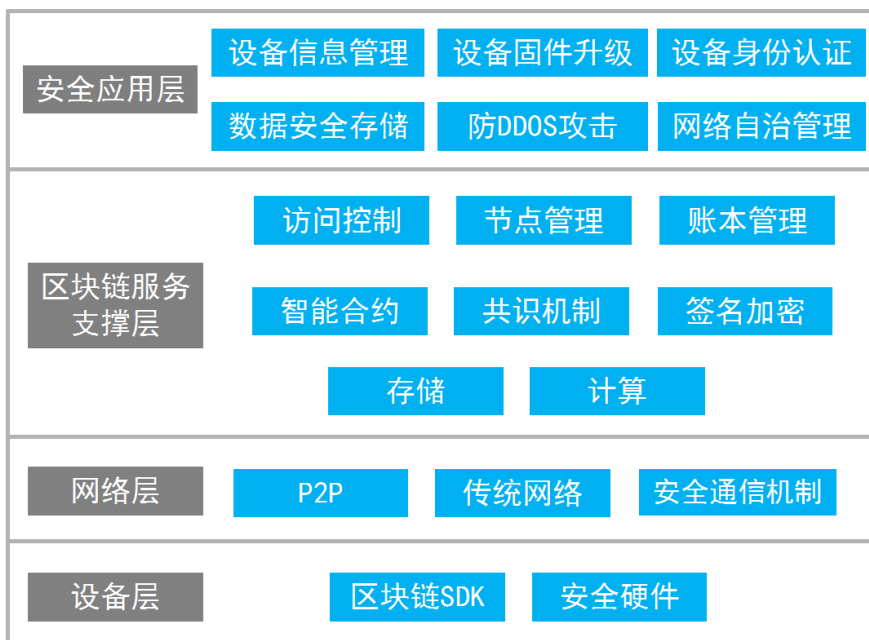 安全应用层
设备信息管理
设备固件升级
设备身份认证
数据安全存储
防DDOS攻击
网络自治管理
区块链服务
支撑层
访问控制
节点管理
账本管理
智能合约
共识机制
签名加密
存储
计算
网络层
P2P
传统网络
安全通信机制
设备层
区块链SDK
安全硬件